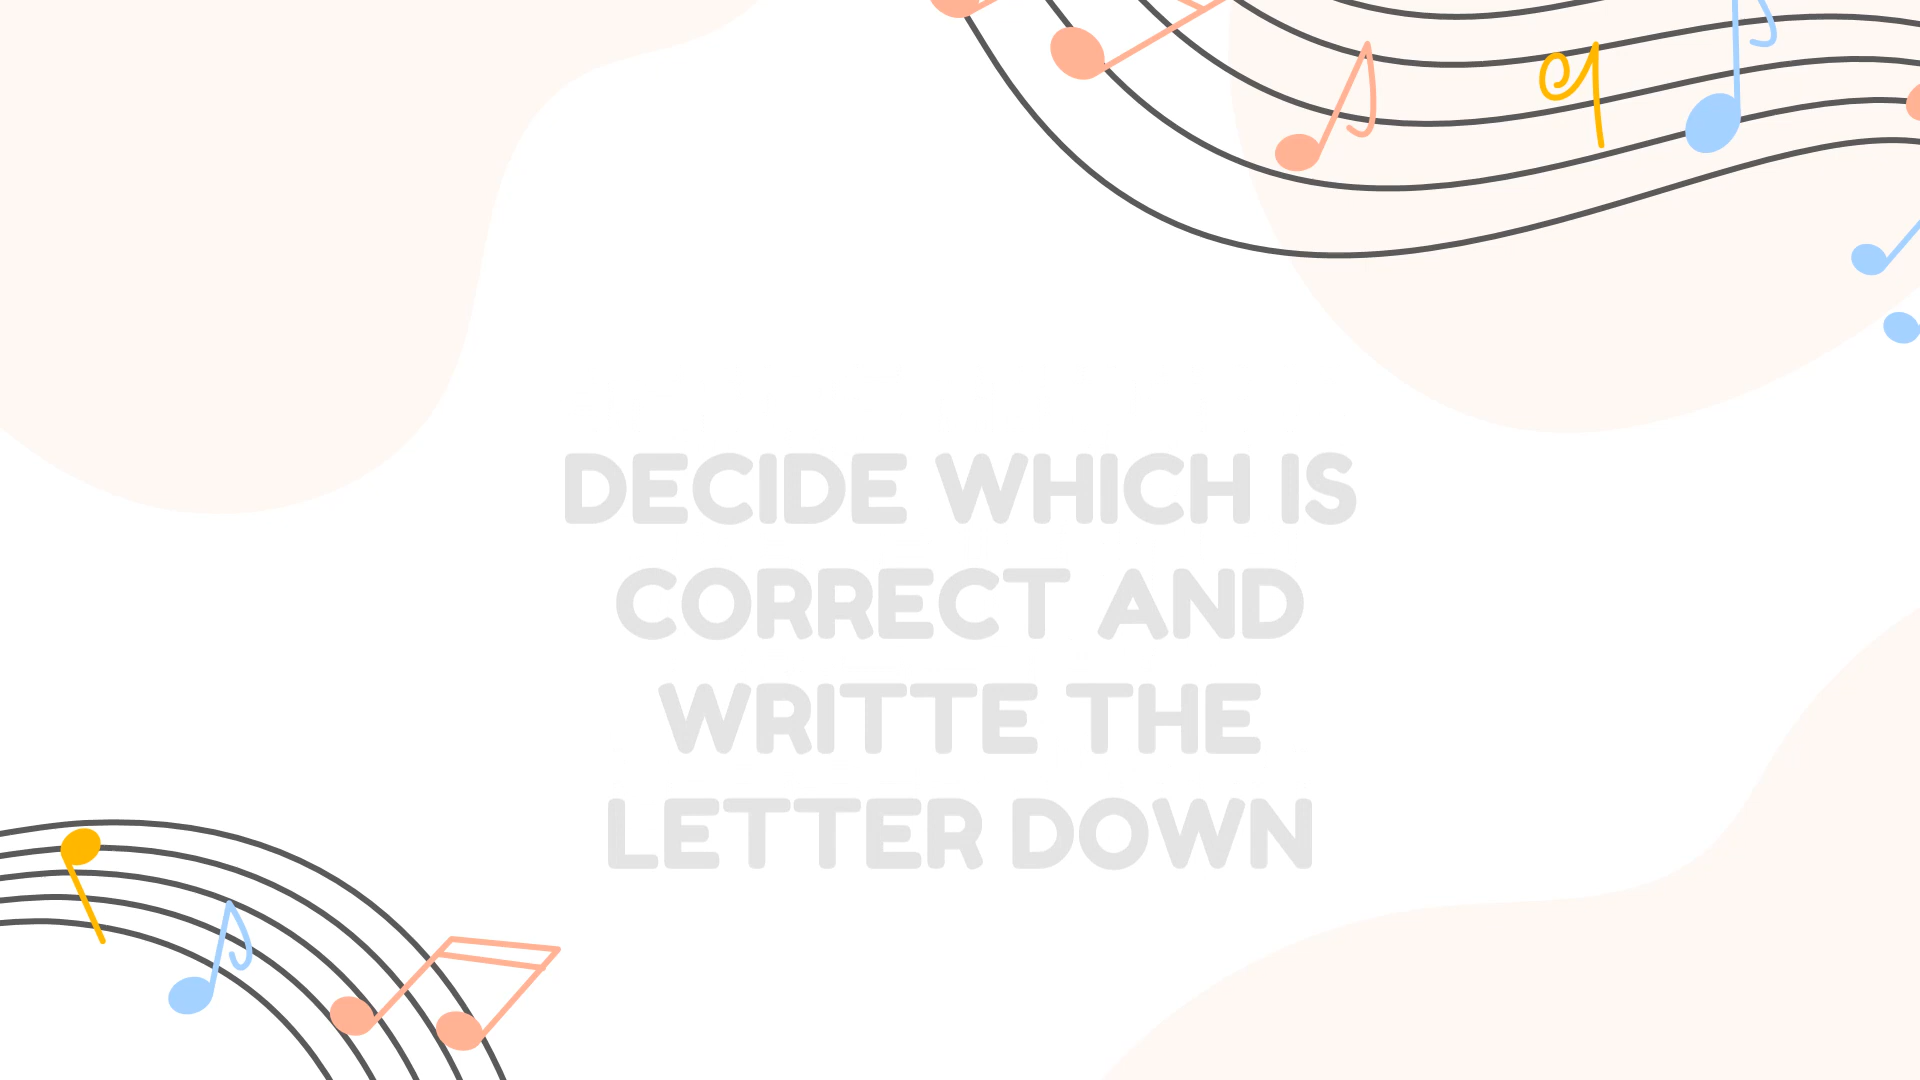 DECIDE WHICH IS
CORRECT AND
WRITTE THE
LETTER DOWN